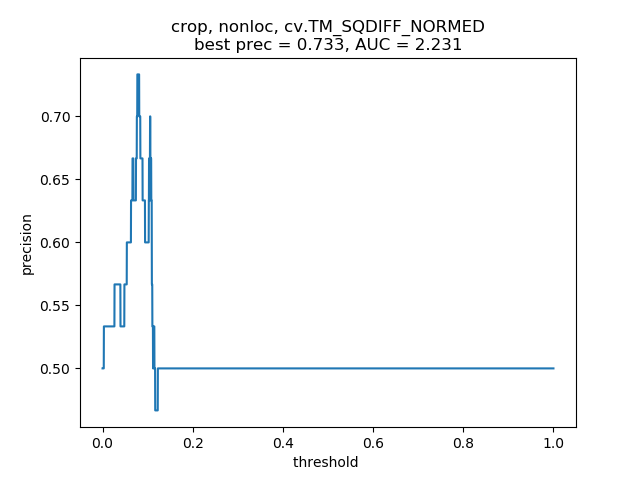 crop, nonloc, cv.TM_SQDIFF_NORMED
best prec = 0.733, AUC = 2.231
precision
0.70
0.65
0.60
0.55
0.50
0.0 0.2 0.4 0.6 0.8 1.0
threshold